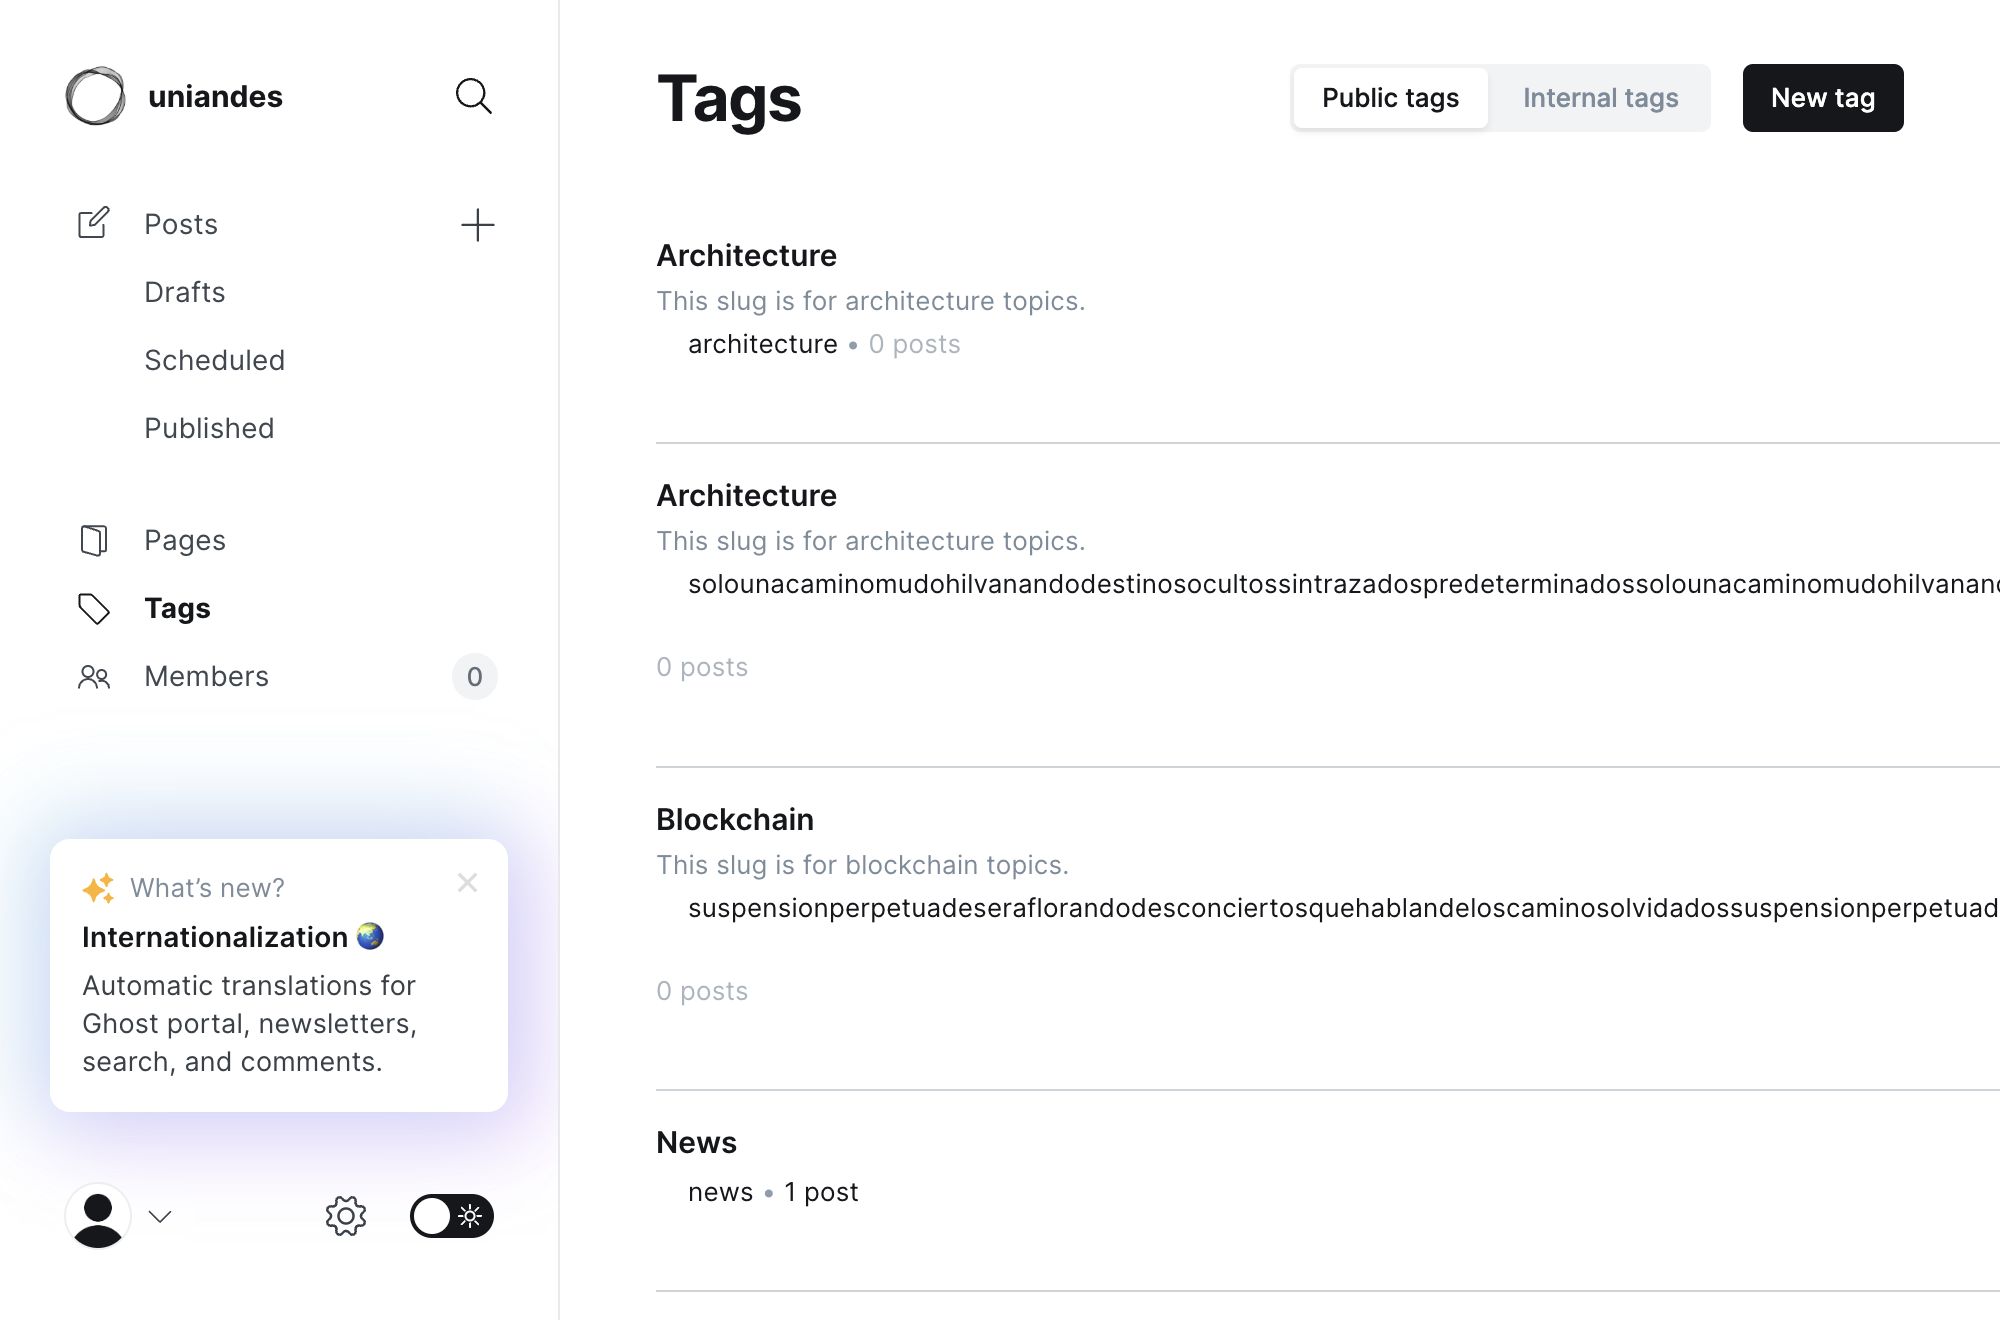 uniandes
Posts
Drafts
Scheduled
Published
Pages
Tags
Members
0
What's new?
Internationalization 🌏
Automatic translations for
Ghost portal, newsletters,
search, and comments.
Tags
Public tags
Internal tags
New tag
Architecture
This slug is for architecture topics.
architecture • 0 posts
Architecture
This slug is for architecture topics.
solounacaminomudohilvanandodestinosocultossintrazadospredeterminadossolounacaminomudohilvanand
0 posts
Blockchain
This slug is for blockchain topics.
suspensionperpetuadeseraflorandodesconciertosquehablandeloscaminosolvidadossuspensionperpetuad
0 posts
News
news • 1 post